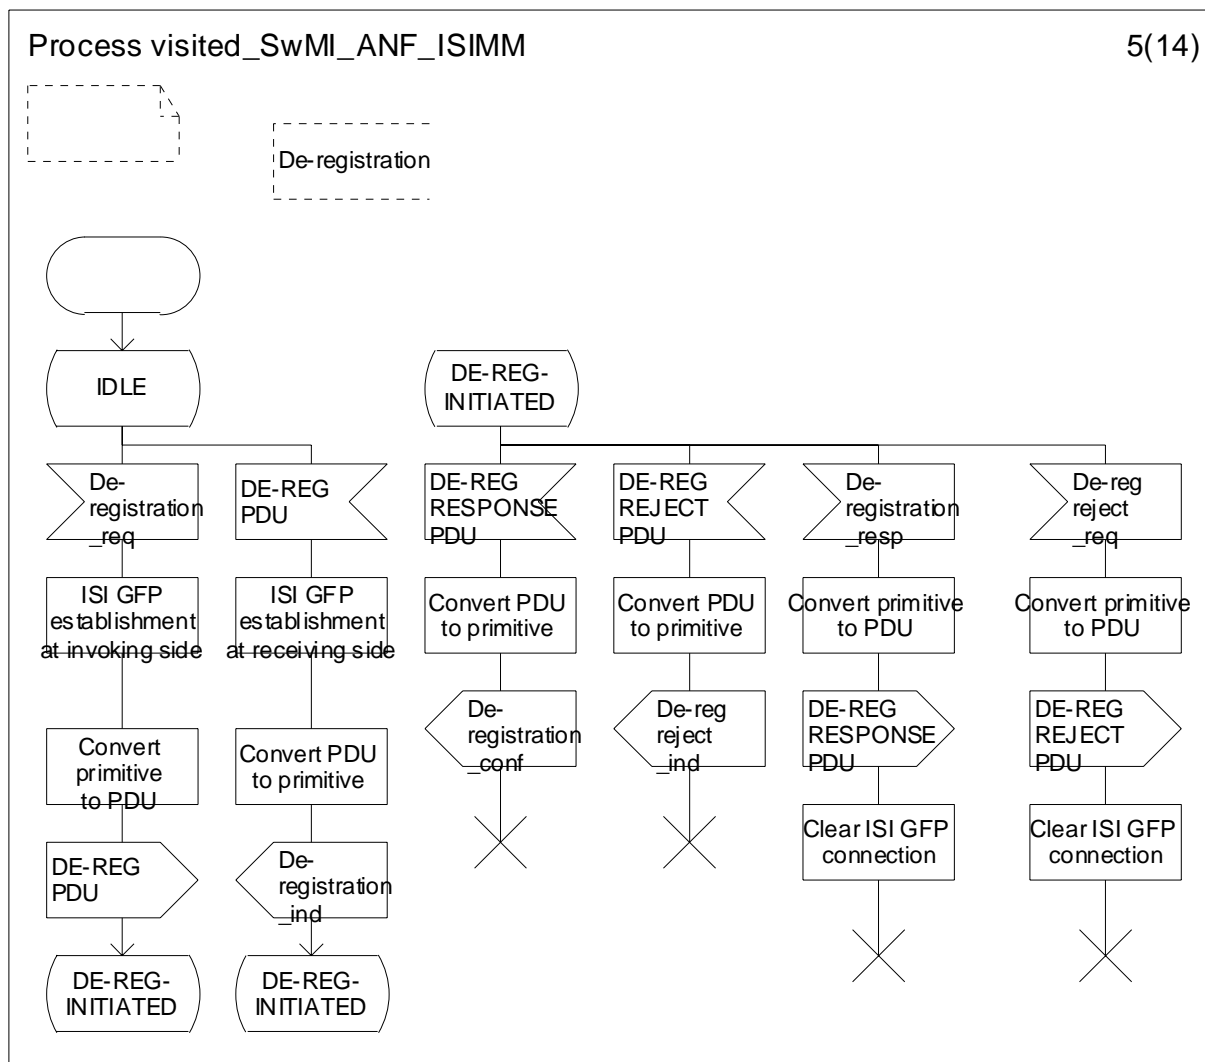 Process visited_SwMI_ANF_ISIMM
5(14)
De-registration
IDLE
DE-REG-
INITIATED
De-
registration
_req
DE-REG
PDU
DE-REG
RESPONSE
PDU
DE-REG
REJECT
PDU
De-
registration
_resp
De-reg
reject
_req
ISI GFP
establishment
at invoking side
ISI GFP
establishment
at receiving side
Convert PDU
to primitive
Convert PDU
to primitive
Convert primitive
to PDU
Convert primitive
to PDU
Convert
primitive
to PDU
Convert PDU
to primitive
De-
registration
_conf
De-reg
reject
_ind
DE-REG
RESPONSE
PDU
DE-REG
REJECT
PDU
DE-REG
PDU
De-
registration
_ind
Clear ISI GFP
connection
Clear ISI GFP
connection
DE-REG-
INITIATED
DE-REG-
INITIATED